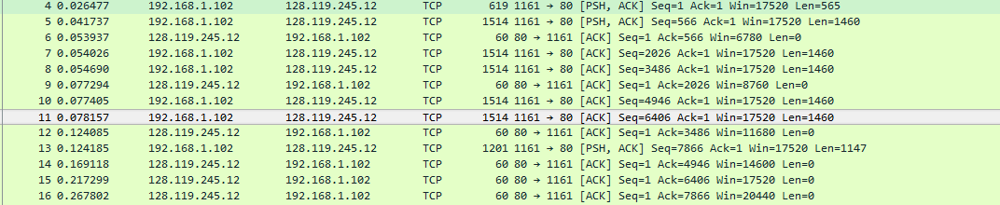 4 0.026477 192.168.1.102 128.119.245.12 TCP 619 1161 → 80 [PSH, ACK] Seq=1 Ack=1 Win=17520 Len=565
5 0.041737 192.168.1.102 128.119.245.12 TCP 1514 1161 → 80 [PSH, ACK] Seq=566 Ack=1 Win=17520 Len=1460
6 0.053937 128.119.245.12 192.168.1.102 TCP 60 80 → 1161 [ACK] Seq=1 Ack=566 Win=6780 Len=0
7 0.054026 192.168.1.102 128.119.245.12 TCP 1514 1161 → 80 [ACK] Seq=2026 Ack=1 Win=17520 Len=1460
8 0.054690 192.168.1.102 128.119.245.12 TCP 1514 1161 → 80 [ACK] Seq=3486 Ack=1 Win=17520 Len=1460
9 0.077294 128.119.245.12 192.168.1.102 TCP 60 80 → 1161 [ACK] Seq=1 Ack=2026 Win=8760 Len=0
10 0.077405 192.168.1.102 128.119.245.12 TCP 1514 1161 → 80 [ACK] Seq=4946 Ack=1 Win=17520 Len=1460
11 0.078157 192.168.1.102 128.119.245.12 TCP 1514 1161 → 80 [ACK] Seq=6406 Ack=1 Win=17520 Len=1460
12 0.124085 128.119.245.12 192.168.1.102 TCP 60 80 → 1161 [ACK] Seq=1 Ack=3486 Win=11680 Len=0
13 0.124185 192.168.1.102 128.119.245.12 TCP 1201 1161 → 80 [PSH, ACK] Seq=7866 Ack=1 Win=17520 Len=1147
14 0.169118 128.119.245.12 192.168.1.102 TCP 60 80 → 1161 [ACK] Seq=1 Ack=4946 Win=14600 Len=0
15 0.217299 128.119.245.12 192.168.1.102 TCP 60 80 → 1161 [ACK] Seq=1 Ack=6406 Win=17520 Len=0
16 0.267802 128.119.245.12 192.168.1.102 TCP 60 80 → 1161 [ACK] Seq=1 Ack=7866 Win=20440 Len=0